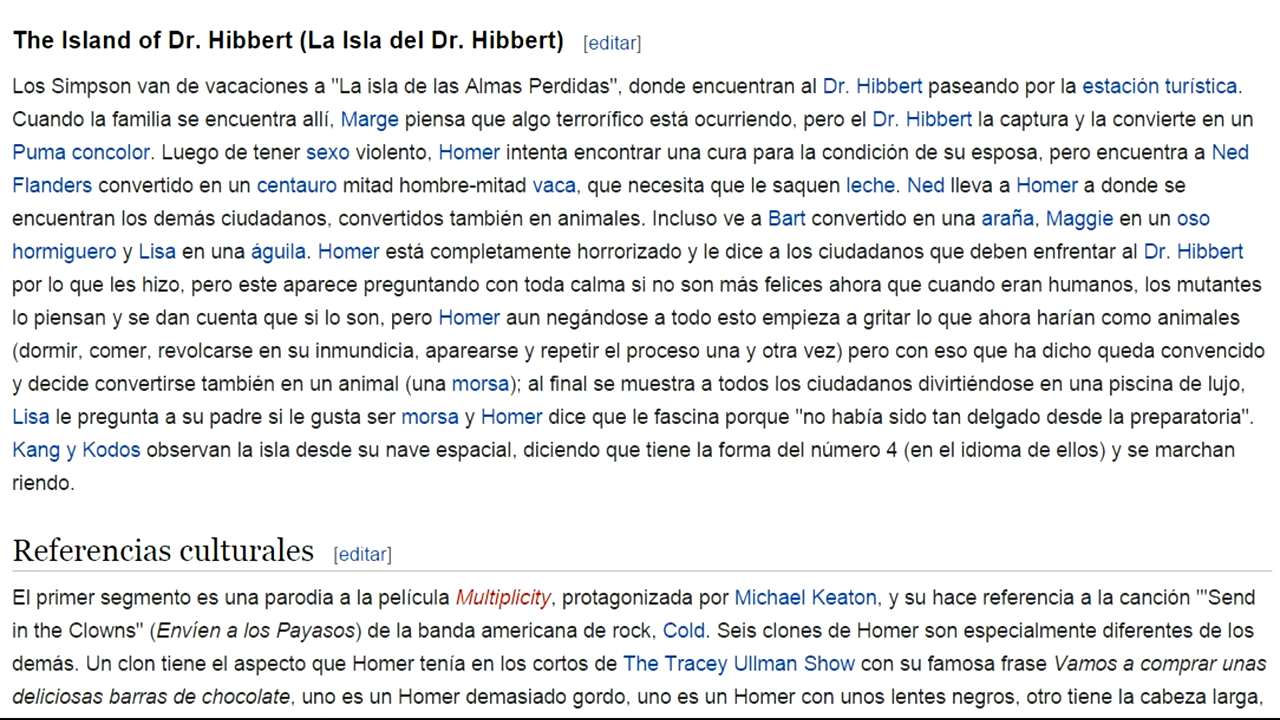 The Island of Dr. Hibbert (La Isla del Dr. Hibbert) [editar]
Los Simpson van de vacaciones a "La isla de las Almas Perdidas", donde encuentran al Dr. Hibbert paseando por la estación turística.
Cuando la familia se encuentra allí, Marge piensa que algo terrorífico está ocurriendo, pero el Dr. Hibbert la captura y la convierte en un
Puma concolor. Luego de tener sexo violento, Homer intenta encontrar una cura para la condición de su esposa, pero encuentra a Ned
Flanders convertido en un centauro mitad hombre-mitad vaca, que necesita que le saquen leche. Ned lleva a Homer a donde se
encuentran los demás ciudadanos, convertidos también en animales. Incluso ve a Bart convertido en una araña, Maggie en un oso
hormiguero y Lisa en una águila. Homer está completamente horrorizado y le dice a los ciudadanos que deben enfrentar al Dr. Hibbert
por lo que les hizo, pero este aparece preguntando con toda calma si no son más felices ahora que cuando eran humanos, los mutantes
lo piensan y se dan cuenta que si lo son, pero Homer aun negándose a todo esto empieza a gritar lo que ahora harían como animales
(dormir, comer, revolcarse en su inmundicia, aparearse y repetir el proceso una y otra vez) pero con eso que ha dicho queda convencido
y decide convertirse también en un animal (una morsa); al final se muestra a todos los ciudadanos divirtiéndose en una piscina de lujo,
Lisa le pregunta a su padre si le gusta ser morsa y Homer dice que le fascina porque "no había sido tan delgado desde la preparatoria".
Kang y Kodos observan la isla desde su nave espacial, diciendo que tiene la forma del número 4 (en el idioma de ellos) y se marchan
riendo.
Referencias culturales [editar]
El primer segmento es una parodia a la película Multiplicity, protagonizada por Michael Keaton, y su hace referencia a la canción "'Send
in the Clowns" (Envíen a los Payasos) de la banda americana de rock, Cold. Seis clones de Homer son especialmente diferentes de los
demás. Un clon tiene el aspecto que Homer tenía en los cortos de The Tracey Ullman Show con su famosa frase Vamos a comprar unas
deliciosas barras de chocolate, uno es un Homer demasiado gordo, uno es un Homer con unos lentes negros, otro tiene la cabeza larga,